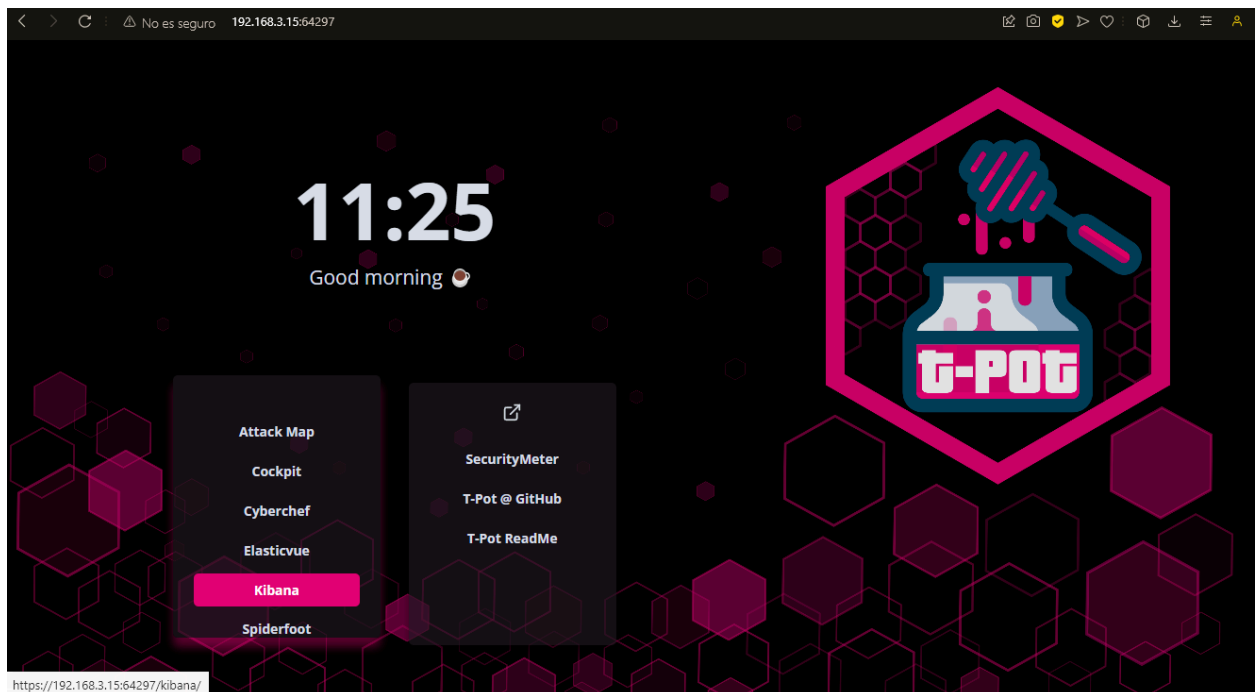 No es seguro 192.168.3.15:64297
11:25
Good morning
Attack Map
Cockpit
Cyberchef
Elasticvue
Kibana
Spiderfoot
SecurityMeter
T-Pot @ GitHub
T-Pot ReadMe
t-pot
https://192.168.3.15:64297/kibana/